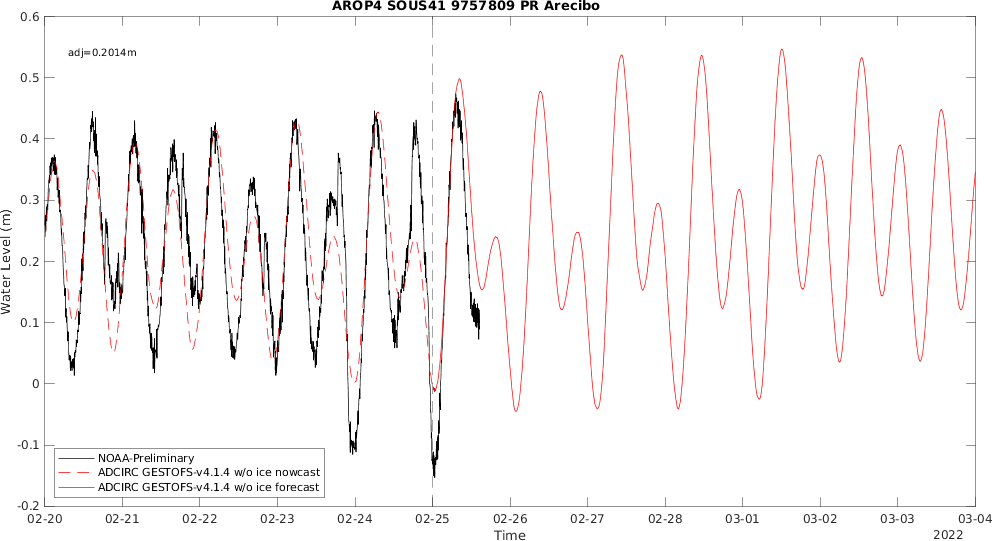 AROP4 SOUS41 9757809 PR Arecibo
0.6
adj=0.2014m
0.5
0.4
0.3
0.2
0.1
0
-0.1
-0.2
Water Level (m)
NOAA-Preliminary
ADCIRC GESTOFS-v4.1.4 w/o ice nowcast
ADCIRC GESTOFS-v4.1.4 w/o ice forecast
02-20 02-21 02-22 02-23 02-24 02-25 02-26 02-27 02-28 03-01 03-02 03-03 03-04
Time
2022